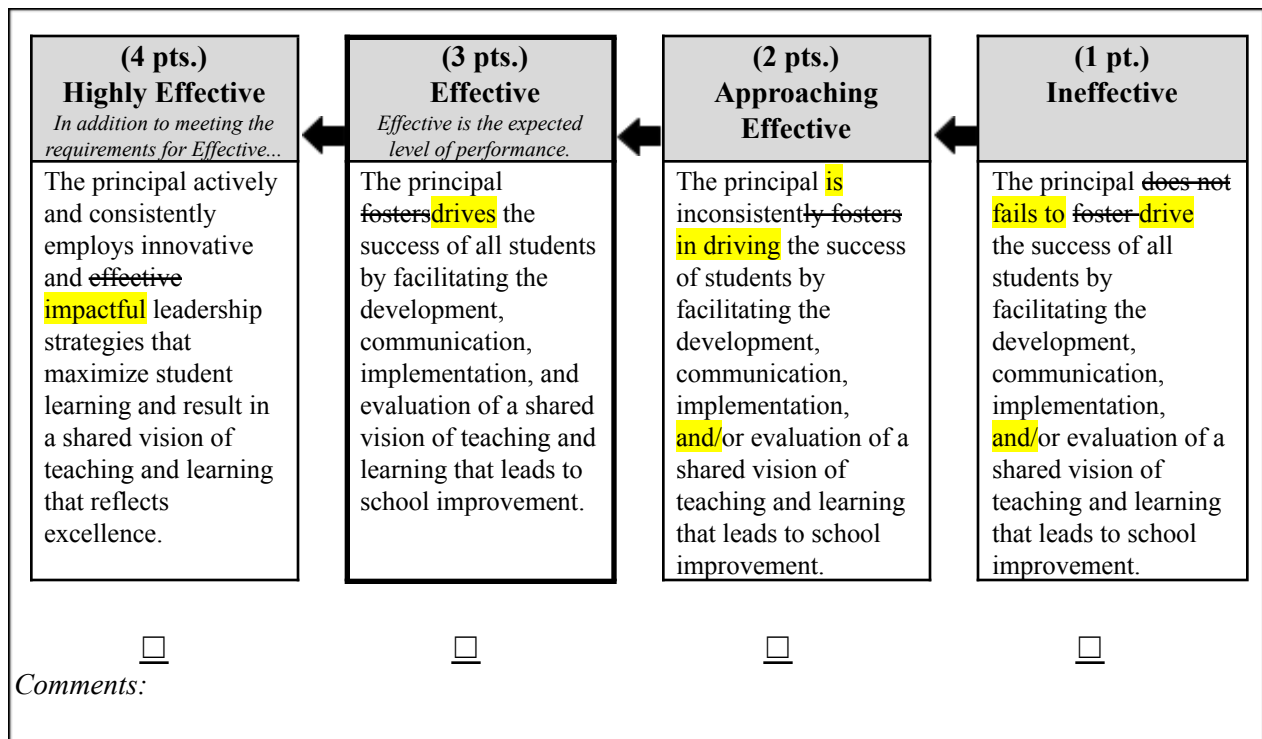 (4 pts.)
Highly Effective
In addition to meeting the
requirements for Effective...
The principal actively
and consistently
employs innovative
and effective
impactful leadership
strategies that
maximize student
learning and result in
a shared vision of
teaching and learning
that reflects
excellence.
(3 pts.)
Effective
Effective is the expected
level of performance.
The principal
fostersdrives the
success of all students
by facilitating the
development,
communication,
implementation, and
evaluation of a shared
vision of teaching and
learning that leads to
school improvement.
(2 pts.)
Approaching
Effective
The principal is
inconsistently fosters
in driving the success
of students by
facilitating the
development,
communication,
implementation,
and/or evaluation of a
shared vision of
teaching and learning
that leads to school
improvement.
(1 pt.)
Ineffective
The principal does not
fails to foster drive
the success of all
students by
facilitating the
development,
communication,
implementation,
and/or evaluation of a
shared vision of
teaching and learning
that leads to school
improvement.
☐ ☐ ☐ ☐
Comments: